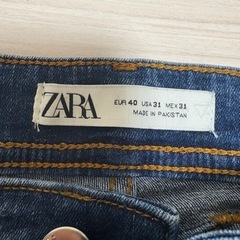 ZARA
EUR 40 USA 31 MEX 31
MADE IN PAKISTAN